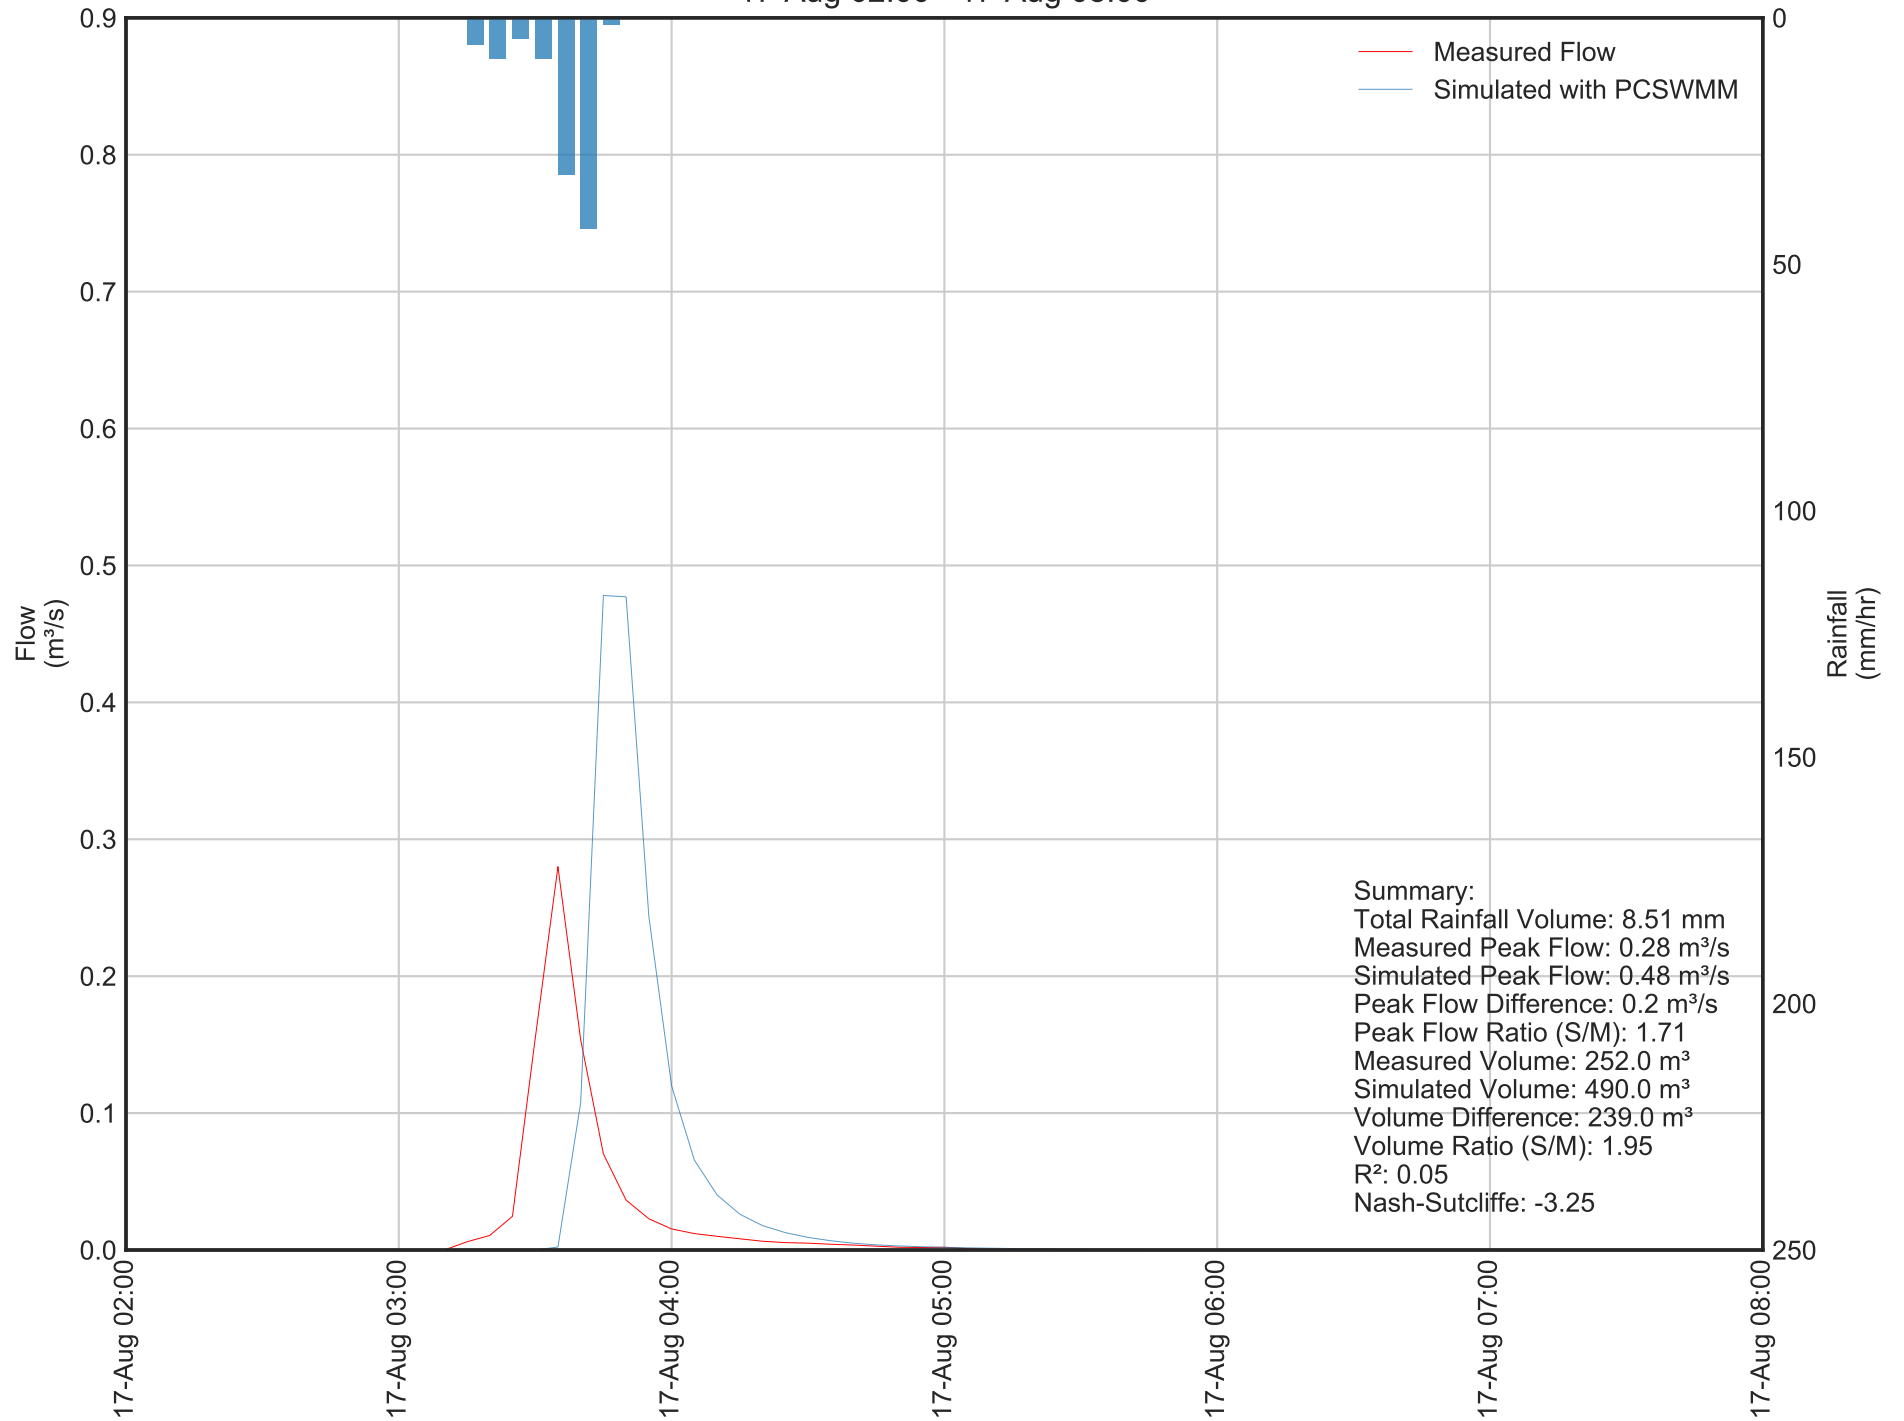 0.9
0.8
0.7
0.6
0.5
0.4
0.3
0.2
0.1
0.0
Flow
(m³/s)
0
50
100
150
200
250
Rainfall
(mm/hr)
Measured Flow
Simulated with PCSWMM
Summary:
Total Rainfall Volume: 8.51 mm
Measured Peak Flow: 0.28 m³/s
Simulated Peak Flow: 0.48 m³/s
Peak Flow Difference: 0.2 m³/s
Peak Flow Ratio (S/M): 1.71
Measured Volume: 252.0 m³
Simulated Volume: 490.0 m³
Volume Difference: 239.0 m³
Volume Ratio (S/M): 1.95
R²: 0.05
Nash-Sutcliffe: -3.25
17-Aug 02:00
17-Aug 03:00
17-Aug 04:00
17-Aug 05:00
17-Aug 06:00
17-Aug 07:00
17-Aug 08:00